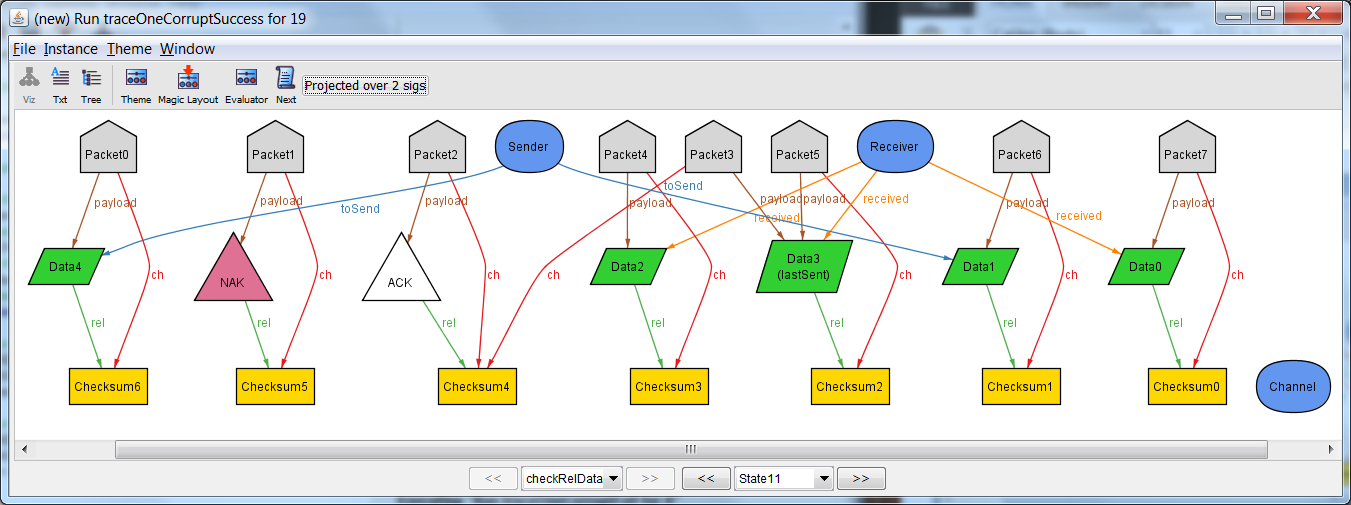 (new) Run traceOneCorruptSuccess for 19
File Instance Theme Window
Viz Txt Tree Theme Magic Layout Evaluator Next Projected over 2 sigs
Packet0 Packet1 Packet2 Sender Packet4 Packet3 Packet5 Receiver Packet6 Packet7
payload payload payload toSend payload toSend payload payload received payload received payload
toSend received
Data4 NAK ACK Data2 Data3 Data1 Data0
(lastSent)
ch ch ch ch ch ch ch ch
rel rel rel rel rel rel rel
Checksum6 Checksum5 Checksum4 Checksum3 Checksum2 Checksum1 Checksum0 Channel
<< checkRelData >> << State11 >>